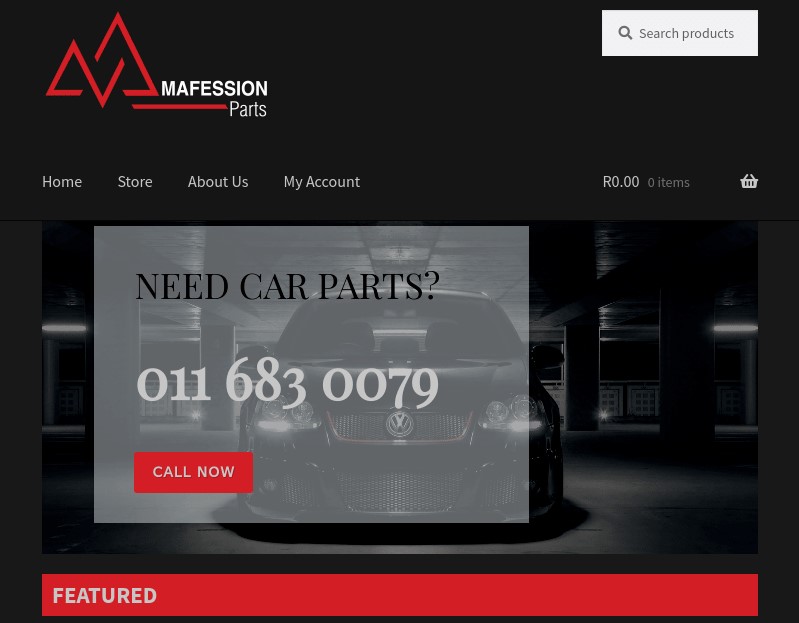 MAFESSION
Parts
Search products
Home Store About Us My Account R0.00 0 items
NEED CAR PARTS?
011 683 0079
CALL NOW
FEATURED